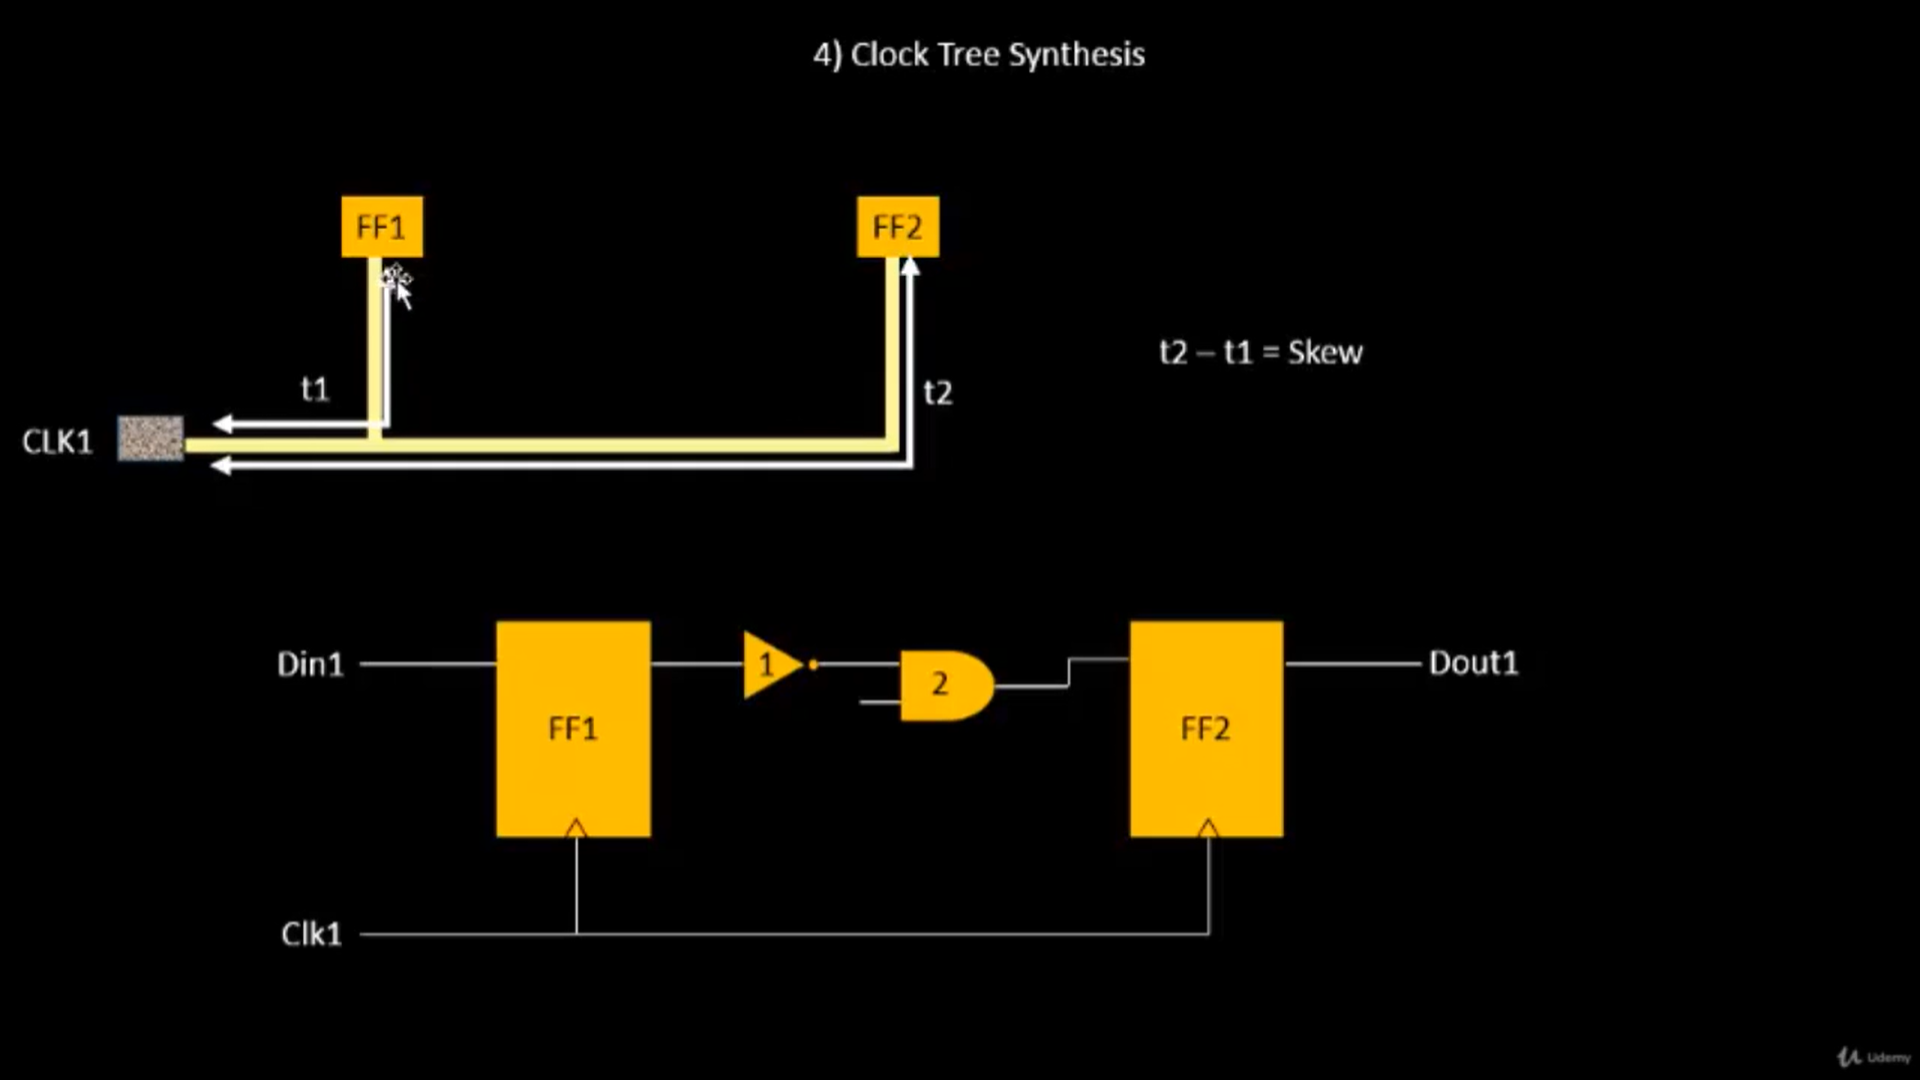 4) Clock Tree Synthesis
FF1
FF2
t2 – t1 = Skew
t1
t2
CLK1
Din1
1
2
Dout1
FF1
FF2
Clk1
Udemy